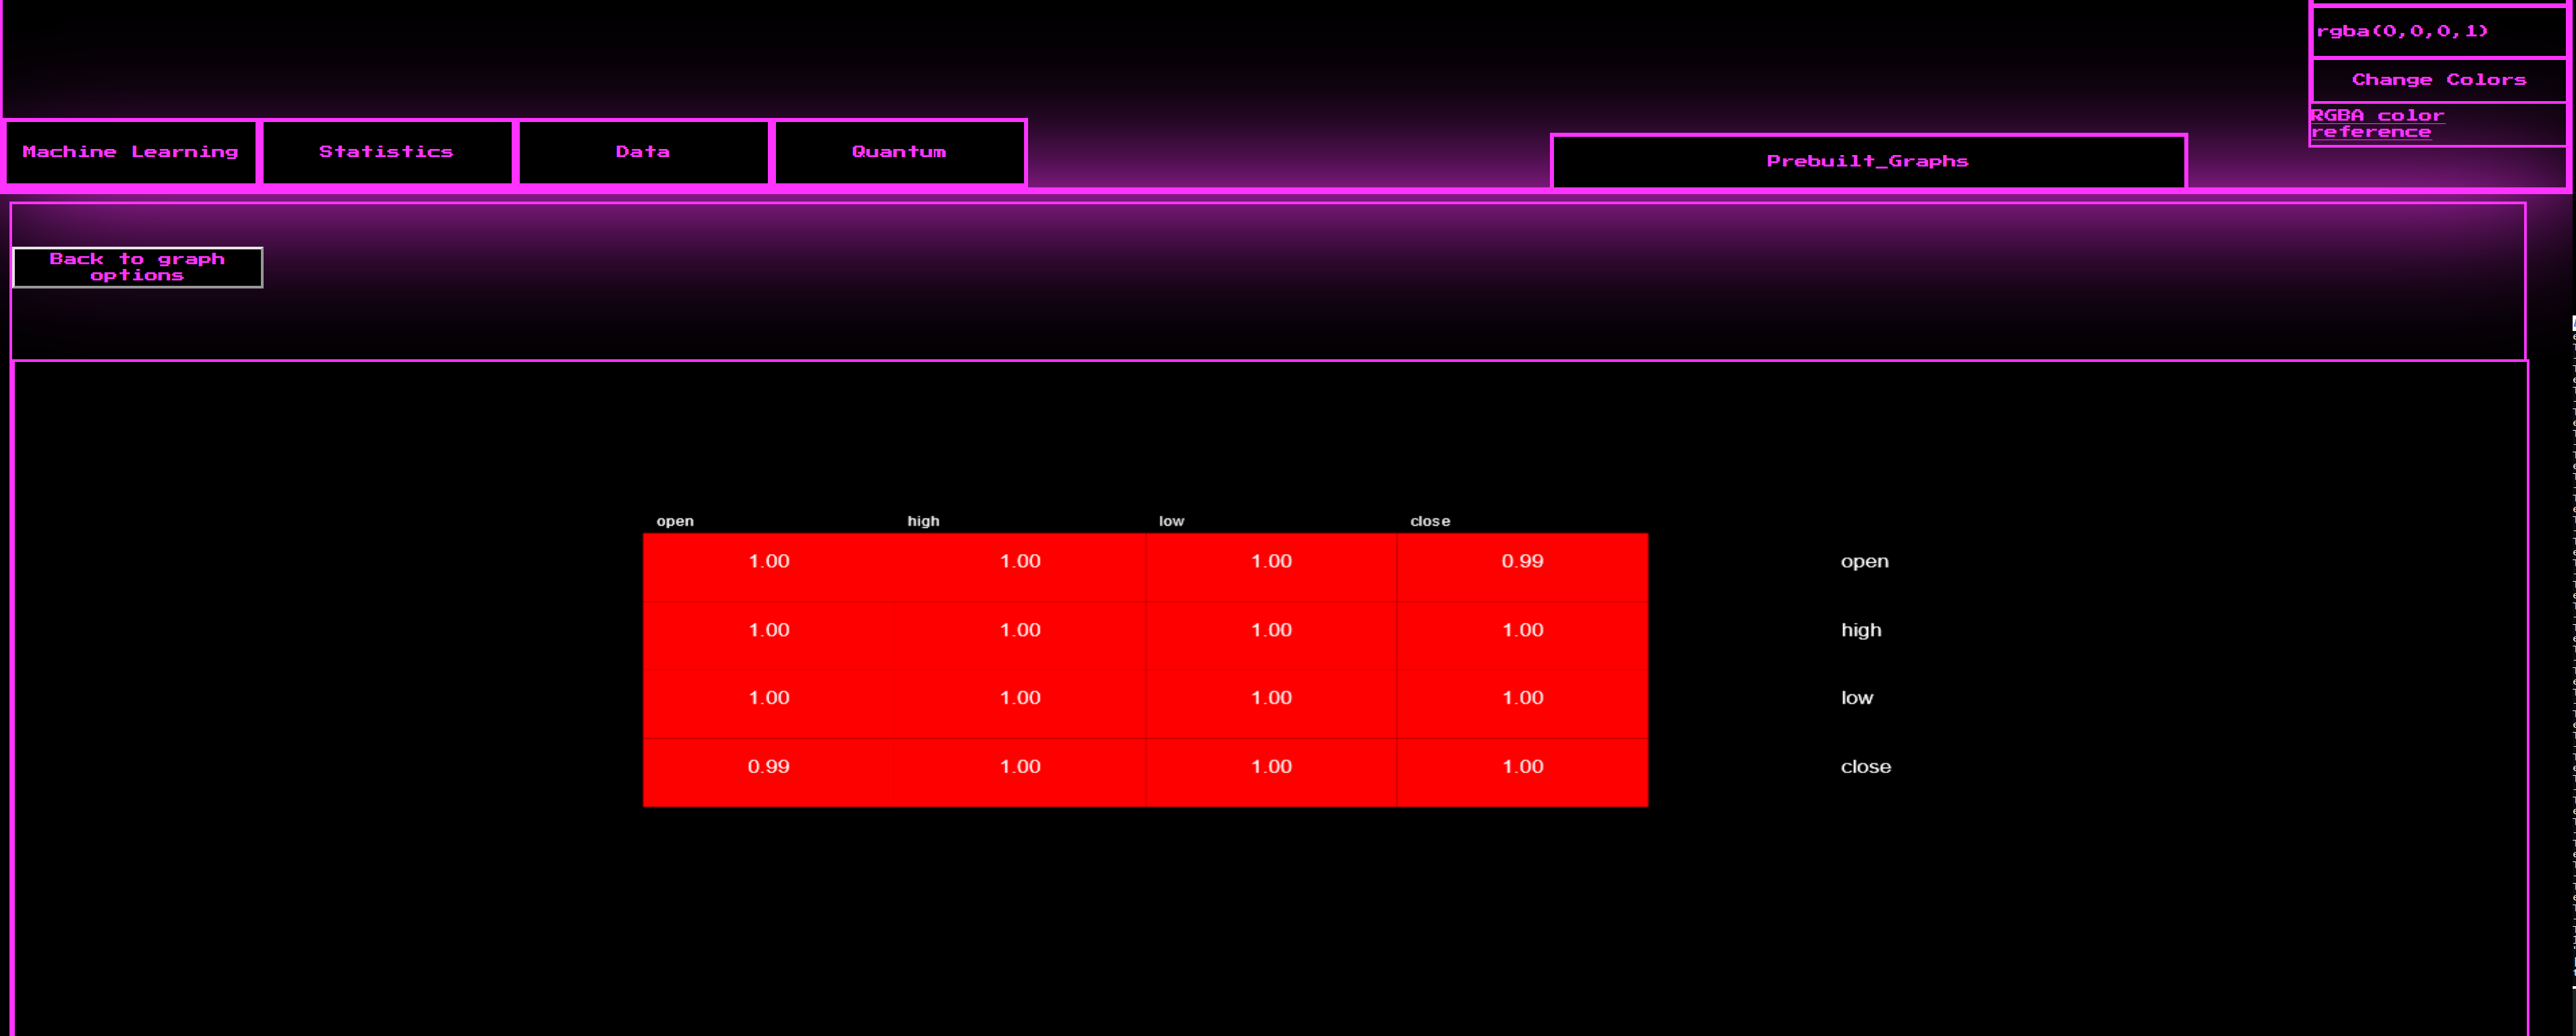 rgba(0,0,0,1)
Change Colors
RGBA color
reference
Machine Learning Statistics Data Quantum Prebuilt_Graphs
Back to graph
options
open high low close
1.00 1.00 1.00 0.99 open
1.00 1.00 1.00 1.00 high
1.00 1.00 1.00 1.00 low
0.99 1.00 1.00 1.00 close